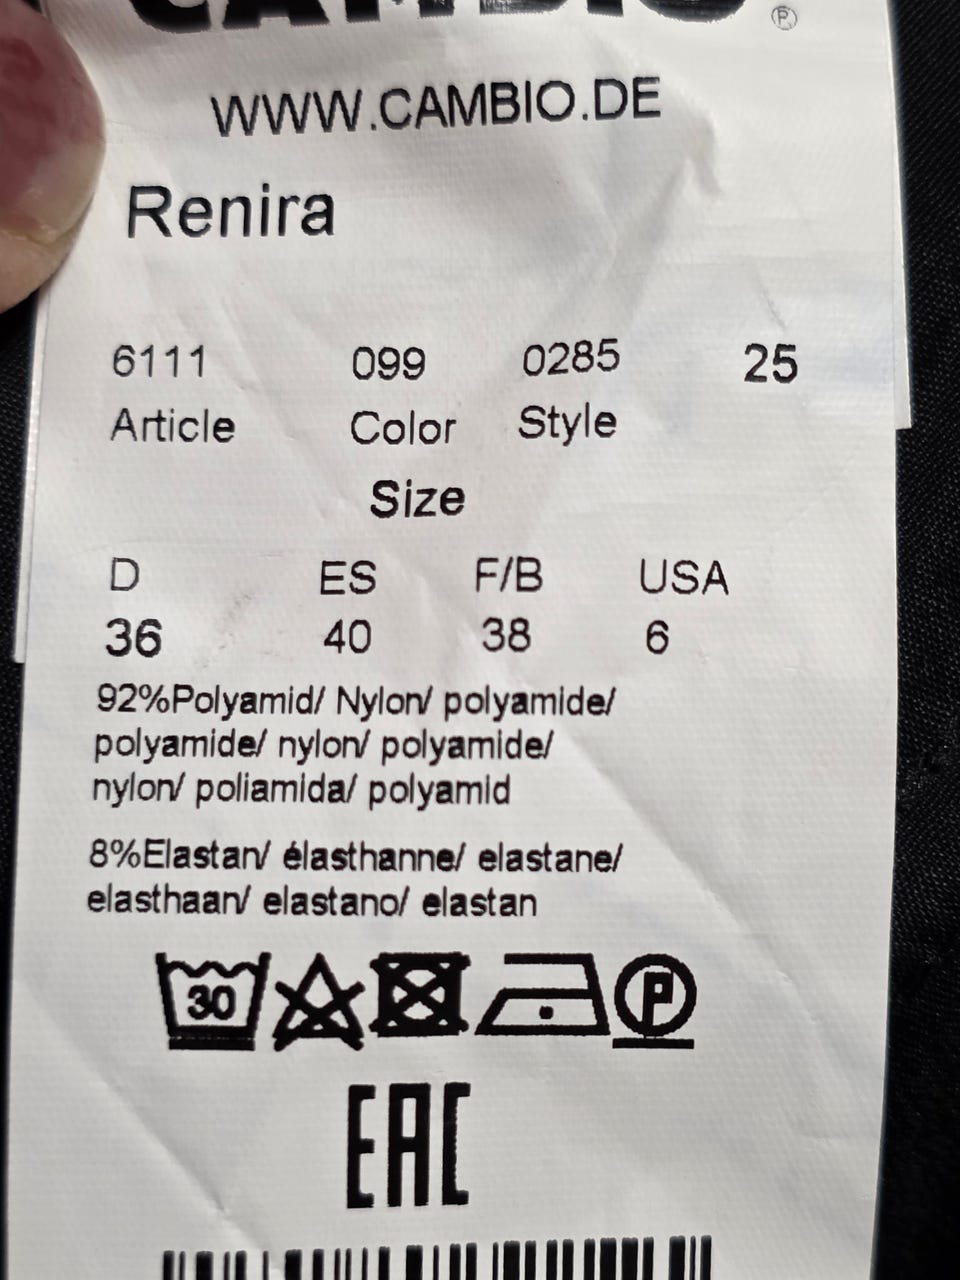 CAMBIO ®
WWW.CAMBIO.DE
Renira
6111 099 0285 25
Article Color Style
Size
D ES F/B USA
36 40 38 6
92%Polyamid/ Nylon/ polyamide/
polyamide/ nylon/ polyamide/
nylon/ poliamida/ polyamid
8%Elastan/ élasthanne/ elastane/
elasthaan/ elastano/ elastan
30 P
EAC